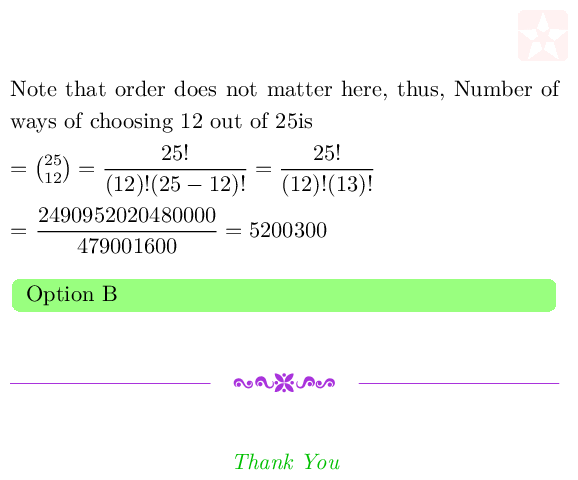 Note that order does not matter here, thus, Number of
ways of choosing 12 out of 25is
= \binom{25}{12} = \frac{25!}{(12)!(25 − 12)!} = \frac{25!}{(12)!(13)!}
= \frac{2490952020480000}{479001600} = 5200300
Option B
Thank You